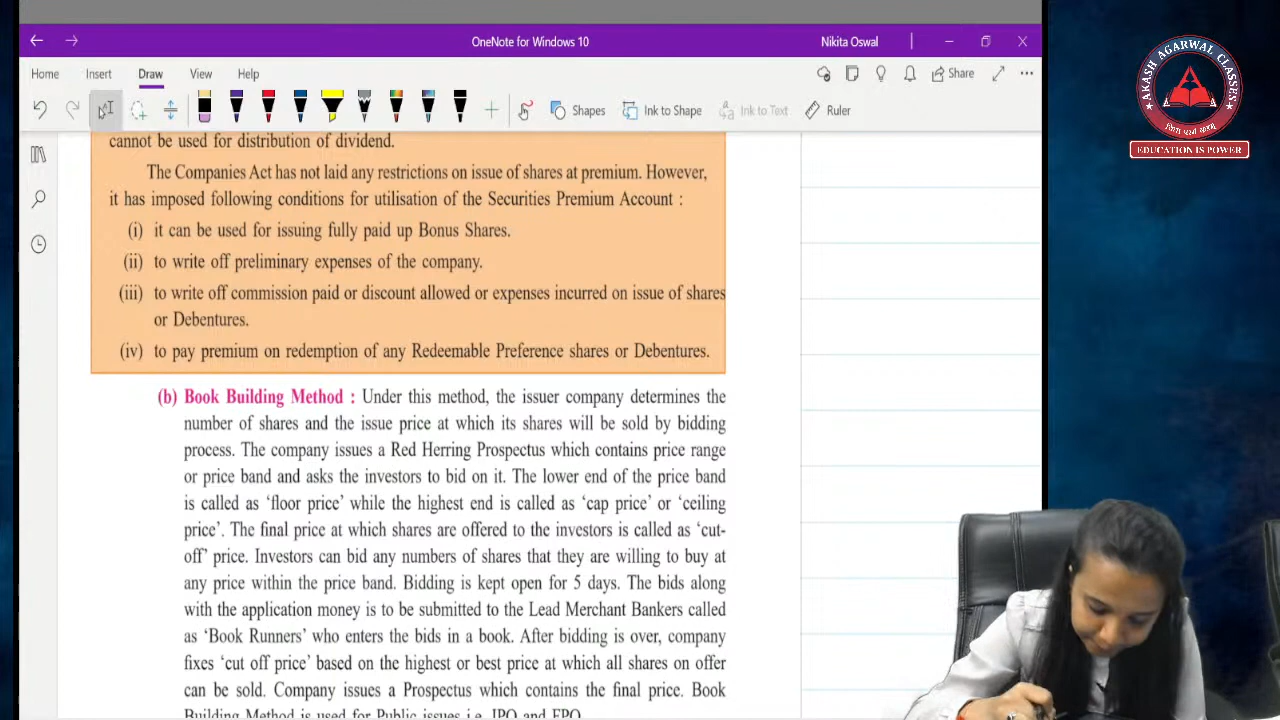 OneNote for Windows 10
Nikita Oswal
Home Insert Draw View Help
Share
Shapes Ink to Shape Ink to Text Ruler
AKASH AGARWAL CLASSES
EDUCATION IS POWER
cannot be used for distribution of dividend.
The Companies Act has not laid any restrictions on issue of shares at premium. However,
it has imposed following conditions for utilisation of the Securities Premium Account :
(i) it can be used for issuing fully paid up Bonus Shares.
(ii) to write off preliminary expenses of the company.
(iii) to write off commission paid or discount allowed or expenses incurred on issue of shares
or Debentures.
(iv) to pay premium on redemption of any Redeemable Preference shares or Debentures.
(b) Book Building Method : Under this method, the issuer company determines the
number of shares and the issue price at which its shares will be sold by bidding
process. The company issues a Red Herring Prospectus which contains price range
or price band and asks the investors to bid on it. The lower end of the price band
is called as ‘floor price’ while the highest end is called as ‘cap price’ or ‘ceiling
price’. The final price at which shares are offered to the investors is called as ‘cut-
off’ price. Investors can bid any numbers of shares that they are willing to buy at
any price within the price band. Bidding is kept open for 5 days. The bids along
with the application money is to be submitted to the Lead Merchant Bankers called
as ‘Book Runners’ who enters the bids in a book. After bidding is over, company
fixes ‘cut off price’ based on the highest or best price at which all shares on offer
can be sold. Company issues a Prospectus which contains the final price. Book
Building Method is used for Public issues i.e. IPO and FPO.